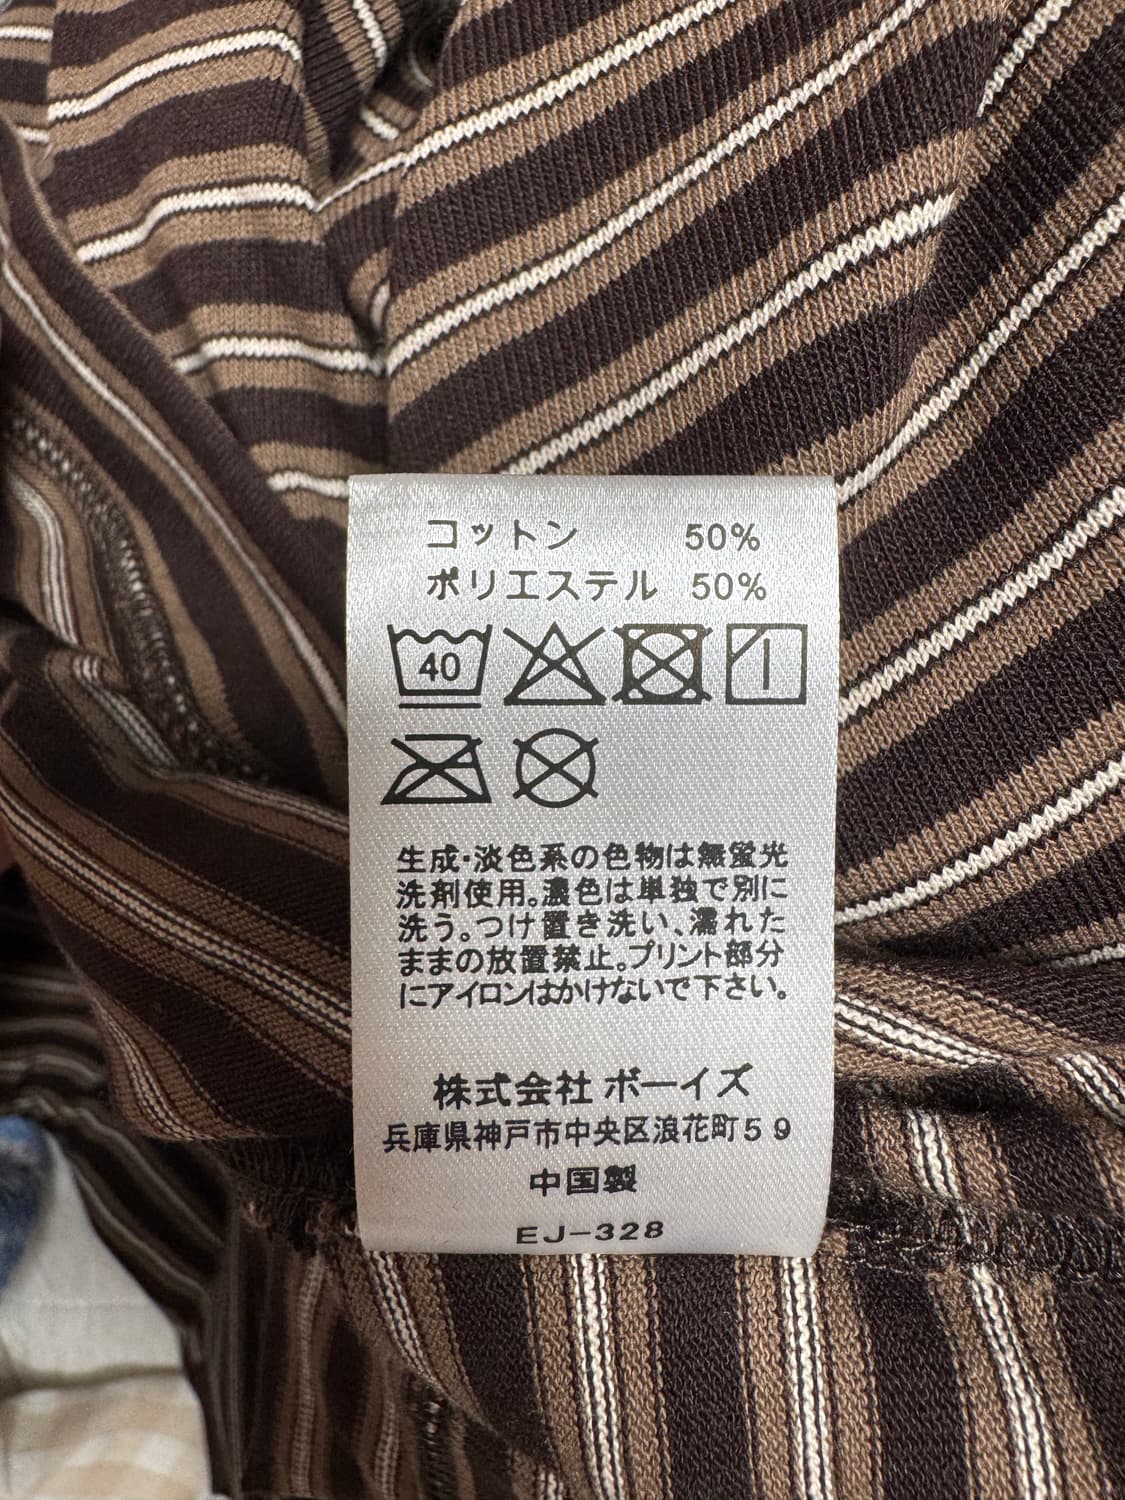 コットン 50%
ポリエステル 50%
40
生成・淡色系の色物は無蛍光
洗剤使用。濃色は単独で別に
洗う。つけ置き洗い、濡れた
ままの放置禁止。プリント部分
にアイロンはかけないで下さい。
株式会社 ボーイズ
兵庫県神戸市中央区浪花町59
中国製
EJ-328